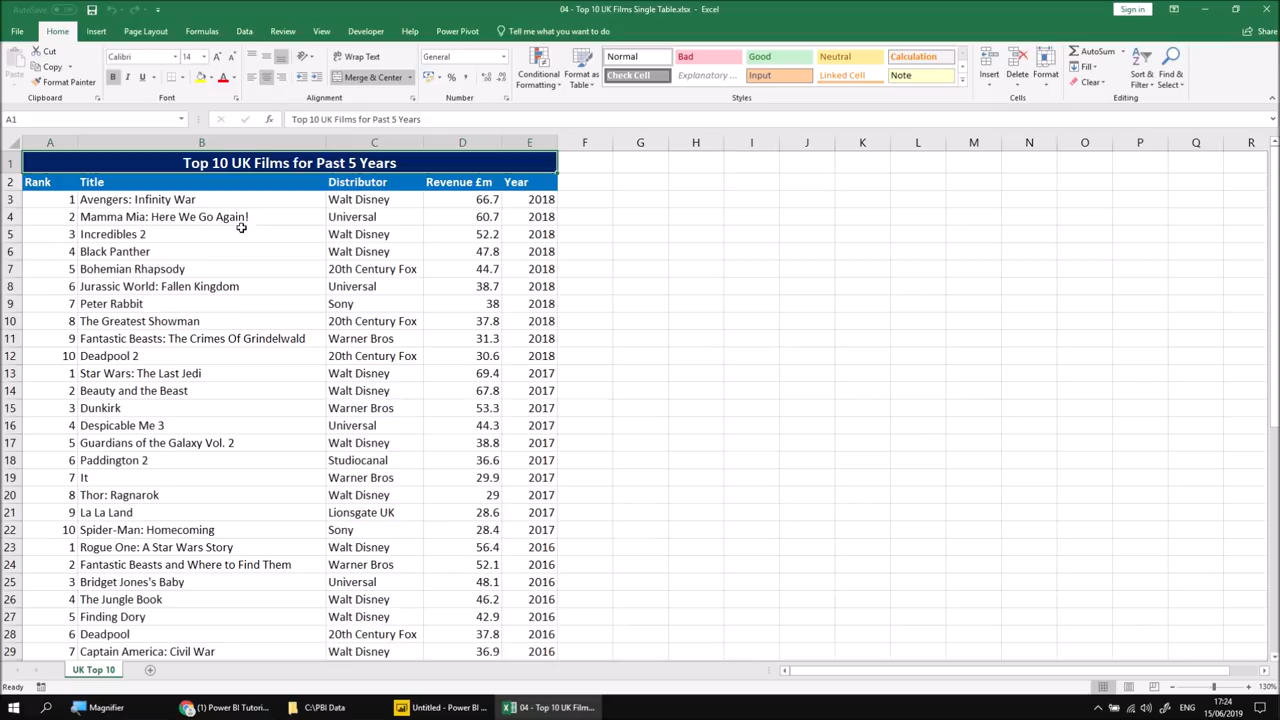 AutoSave Off
04 - Top 10 UK Films Single Table.xlsx - Excel
Sign in
File Home Insert Page Layout Formulas Data Review View Developer Help Power Pivot Tell me what you want to do Share
Paste Cut Copy Format Painter Clipboard
Calibri 14 Font
Wrap Text Merge & Center Alignment
General Number
Conditional Formatting Format as Table
Normal Bad Good Neutral Calculation
Check Cell Explanatory ... Input Linked Cell Note
Styles
Insert Delete Format Cells
AutoSum Fill Clear Sort & Filter Find & Select Editing
A1 Top 10 UK Films for Past 5 Years
A B C D E F G H I J K L M N O P Q R
1 Top 10 UK Films for Past 5 Years
2 Rank Title Distributor Revenue £m Year
3 1 Avengers: Infinity War Walt Disney 66.7 2018
4 2 Mamma Mia: Here We Go Again! Universal 60.7 2018
5 3 Incredibles 2 Walt Disney 52.2 2018
6 4 Black Panther Walt Disney 47.8 2018
7 5 Bohemian Rhapsody 20th Century Fox 44.7 2018
8 6 Jurassic World: Fallen Kingdom Universal 38.7 2018
9 7 Peter Rabbit Sony 38 2018
10 8 The Greatest Showman 20th Century Fox 37.8 2018
11 9 Fantastic Beasts: The Crimes Of Grindelwald Warner Bros 31.3 2018
12 10 Deadpool 2 20th Century Fox 30.6 2018
13 1 Star Wars: The Last Jedi Walt Disney 69.4 2017
14 2 Beauty and the Beast Walt Disney 67.8 2017
15 3 Dunkirk Warner Bros 53.3 2017
16 4 Despicable Me 3 Universal 44.3 2017
17 5 Guardians of the Galaxy Vol. 2 Walt Disney 38.8 2017
18 6 Paddington 2 Studiocanal 36.6 2017
19 7 It Warner Bros 29.9 2017
20 8 Thor: Ragnarok Walt Disney 29 2017
21 9 La La Land Lionsgate UK 28.6 2017
22 10 Spider-Man: Homecoming Sony 28.4 2017
23 1 Rogue One: A Star Wars Story Walt Disney 56.4 2016
24 2 Fantastic Beasts and Where to Find Them Warner Bros 52.1 2016
25 3 Bridget Jones's Baby Universal 48.1 2016
26 4 The Jungle Book Walt Disney 46.2 2016
27 5 Finding Dory Walt Disney 42.9 2016
28 6 Deadpool 20th Century Fox 37.8 2016
29 7 Captain America: Civil War Walt Disney 36.9 2016
UK Top 10
Ready 130%
Magnifier (1) Power BI Tutori... C:\PBI Data Untitled - Power BI ... 04 - Top 10 UK Film... ENG 17:24
15/06/2019